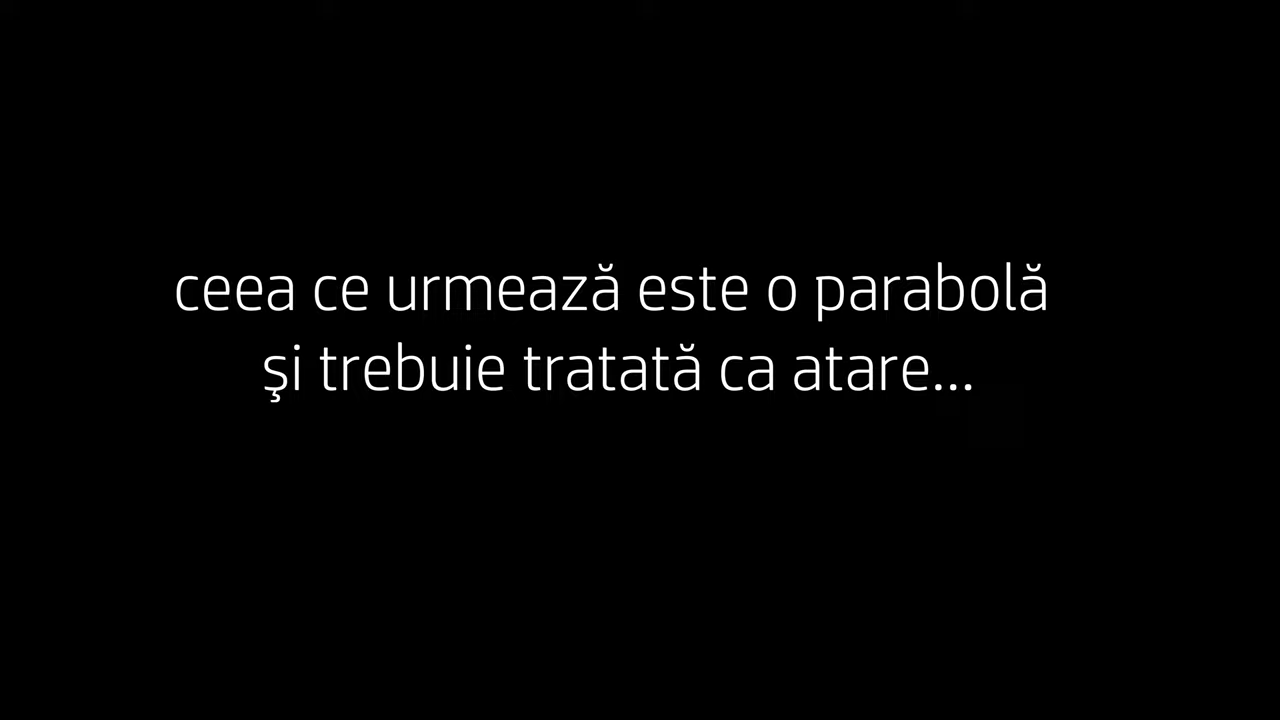 ceea ce urmează este o parabolă
şi trebuie tratată ca atare...